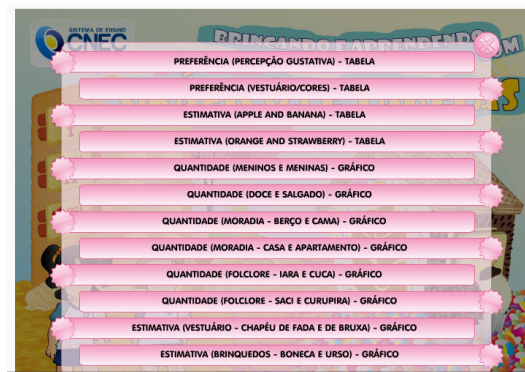 SISTEMA DE ENSINO
CNEC
BRINCANDO E APRENDENDO COM
PREFERÊNCIA (PERCEPÇÃO GUSTATIVA) - TABELA
PREFERÊNCIA (VESTUÁRIO/CORES) - TABELA
ESTIMATIVA (APPLE AND BANANA) - TABELA
ESTIMATIVA (ORANGE AND STRAWBERRY) - TABELA
QUANTIDADE (MENINOS E MENINAS) - GRÁFICO
QUANTIDADE (DOCE E SALGADO) - GRÁFICO
QUANTIDADE (MORADIA - BERÇO E CAMA) - GRÁFICO
QUANTIDADE (MORADIA - CASA E APARTAMENTO) - GRÁFICO
QUANTIDADE (FOLCLORE - IARA E CUCA) - GRÁFICO
QUANTIDADE (FOLCLORE - SACI E CURUPIRA) - GRÁFICO
ESTIMATIVA (VESTUÁRIO - CHAPÉU DE FADA E DE BRUXA) - GRÁFICO
ESTIMATIVA (BRINQUEDOS - BONECA E URSO) - GRÁFICO